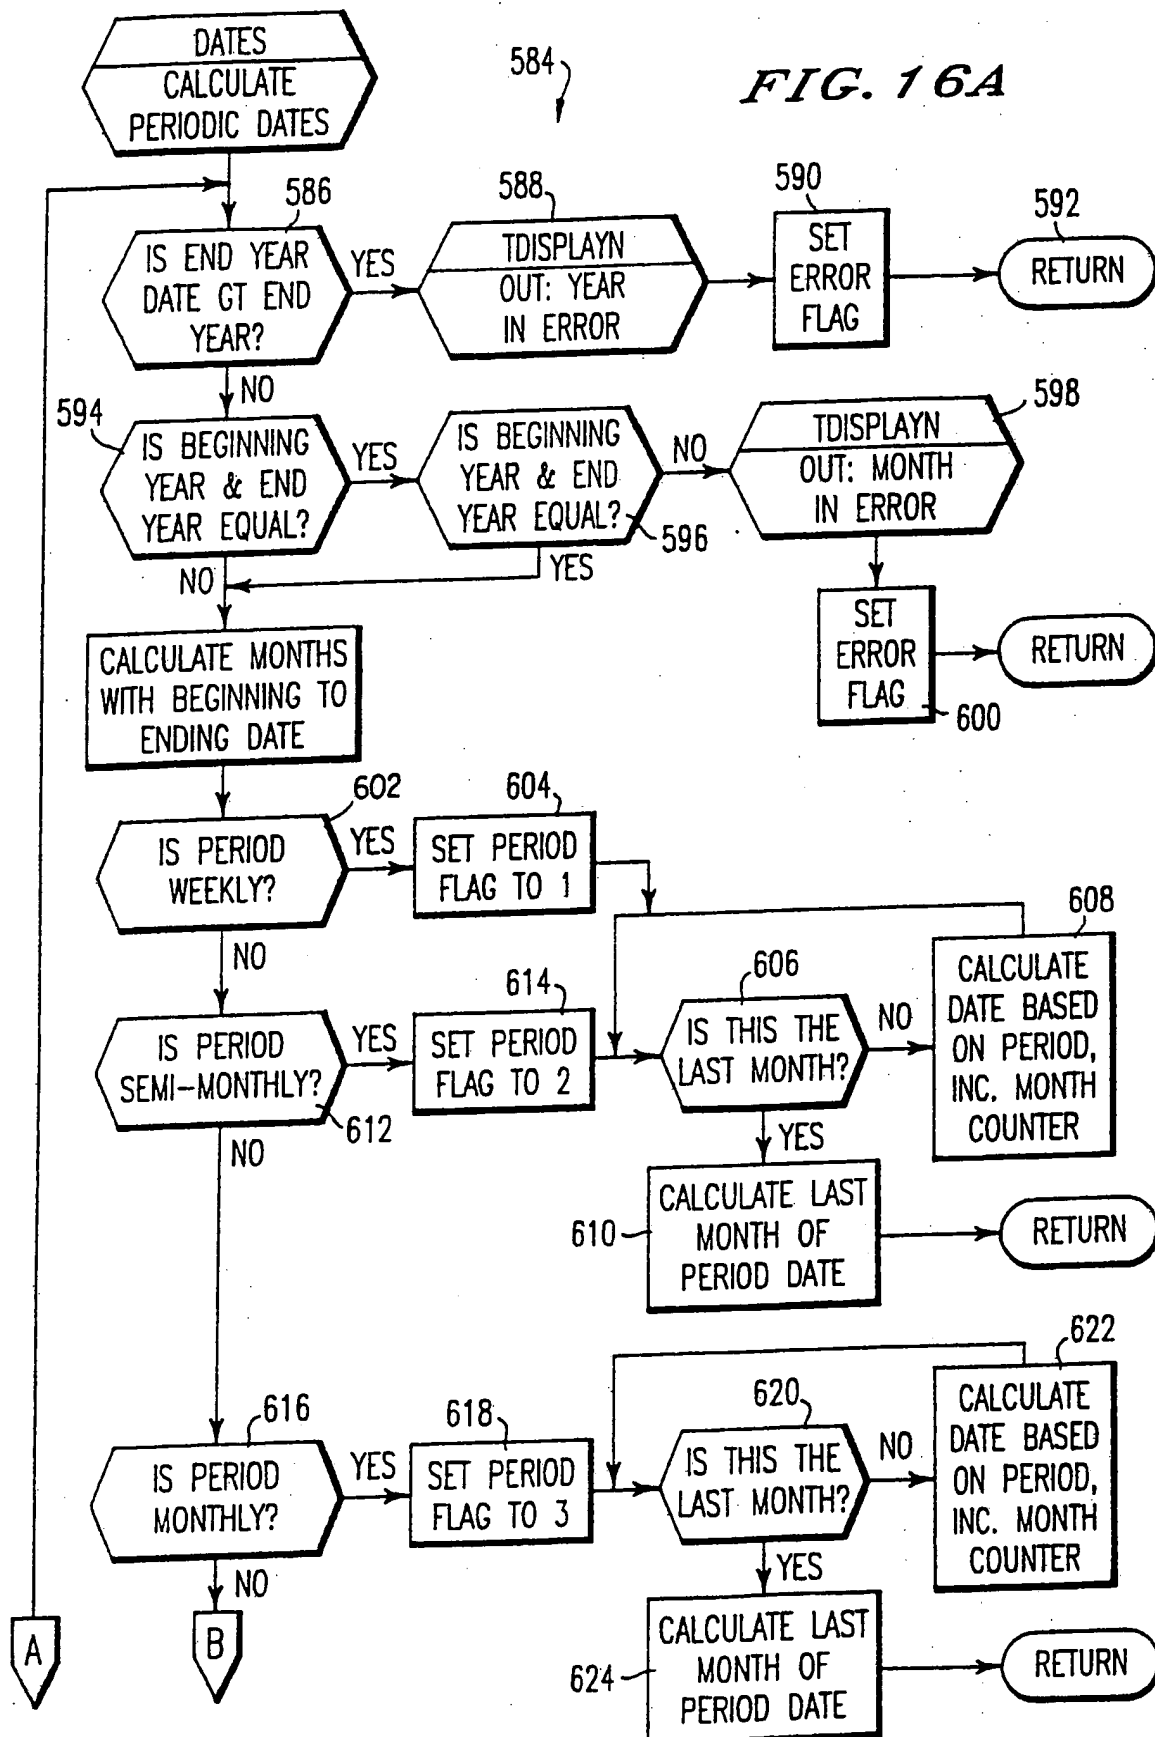 FIG. 16A
584
DATES
CALCULATE
PERIODIC DATES
586
IS END YEAR
DATE GT END
YEAR?
YES
588
TDISPLAYN
OUT: YEAR
IN ERROR
590
SET
ERROR
FLAG
592
RETURN
NO
594
IS BEGINNING
YEAR & END
YEAR EQUAL?
YES
IS BEGINNING
YEAR & END
YEAR EQUAL?
596
NO
598
TDISPLAYN
OUT: MONTH
IN ERROR
NO
YES
SET
ERROR
FLAG
600
RETURN
CALCULATE MONTHS
WITH BEGINNING TO
ENDING DATE
602
IS PERIOD
WEEKLY?
YES
604
SET PERIOD
FLAG TO 1
NO
IS PERIOD
SEMI-MONTHLY?
612
YES
614
SET PERIOD
FLAG TO 2
606
IS THIS THE
LAST MONTH?
NO
608
CALCULATE
DATE BASED
ON PERIOD,
INC. MONTH
COUNTER
NO
YES
610
CALCULATE LAST
MONTH OF
PERIOD DATE
RETURN
616
IS PERIOD
MONTHLY?
YES
618
SET PERIOD
FLAG TO 3
620
IS THIS THE
LAST MONTH?
NO
622
CALCULATE
DATE BASED
ON PERIOD,
INC. MONTH
COUNTER
NO
YES
A
B
624
CALCULATE LAST
MONTH OF
PERIOD DATE
RETURN